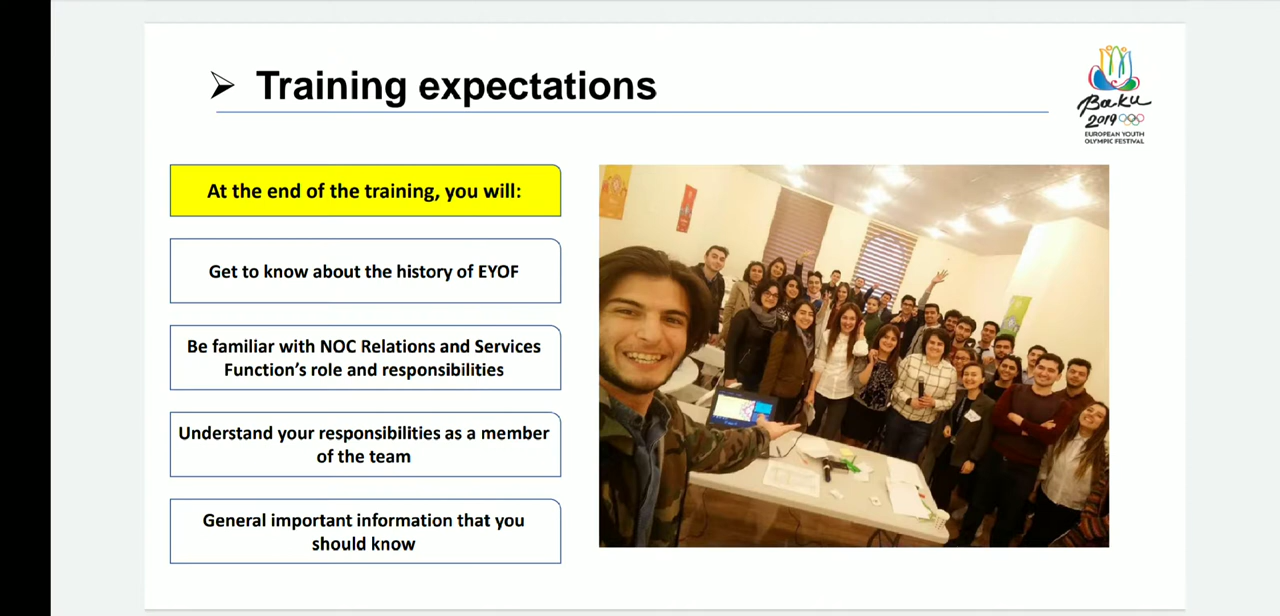 Training expectations
Baku
2019
EUROPEAN YOUTH
OLYMPIC FESTIVAL
At the end of the training, you will:
Get to know about the history of EYOF
Be familiar with NOC Relations and Services
Function’s role and responsibilities
Understand your responsibilities as a member
of the team
General important information that you
should know